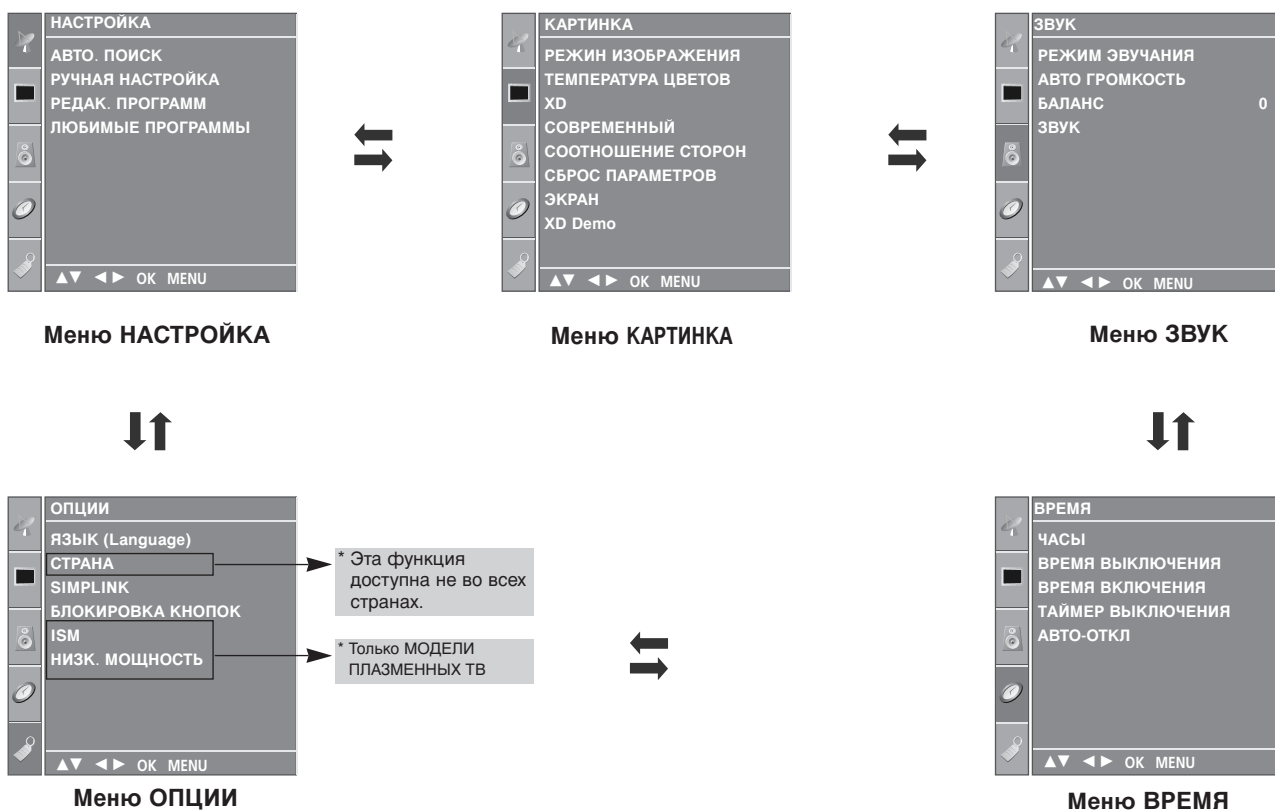 НАСТРОЙКА
АВТО. ПОИСК
РУЧНАЯ НАСТРОЙКА
РЕДАК. ПРОГРАММ
ЛЮБИМЫЕ ПРОГРАММЫ
▲▼ ◄► OK MENU
Меню НАСТРОЙКА
КАРТИНКА
РЕЖИН ИЗОБРАЖЕНИЯ
ТЕМПЕРАТУРА ЦВЕТОВ
XD
СОВРЕМЕННЫЙ
СООТНОШЕНИЕ СТОРОН
СБРОС ПАРАМЕТРОВ
ЭКРАН
XD Demo
▲▼ ◄► OK MENU
Меню КАРТИНКА
ЗВУК
РЕЖИМ ЭВУЧАНИЯ
АВТО ГРОМКОСТЬ
БАЛАНС 0
ЗВУК
▲▼ ◄► OK MENU
Меню ЗВУК
ОПЦИИ
ЯЗЫК (Language)
СТРАНА
SIMPLINK
БЛОКИРОВКА КНОПОК
ISM
НИЗК. МОЩНОСТЬ
▲▼ ◄► OK MENU
Меню ОПЦИИ
* Эта функция
доступна не во всех
странах.
* Только МОДЕЛИ
ПЛАЗМЕННЫХ ТВ
ВРЕМЯ
ЧАСЫ
ВРЕМЯ ВЫКЛЮЧЕНИЯ
ВРЕМЯ ВКЛЮЧЕНИЯ
ТАЙМЕР ВЫКЛЮЧЕНИЯ
АВТО-ОТКЛ
▲▼ ◄► OK MENU
Меню ВРЕМЯ